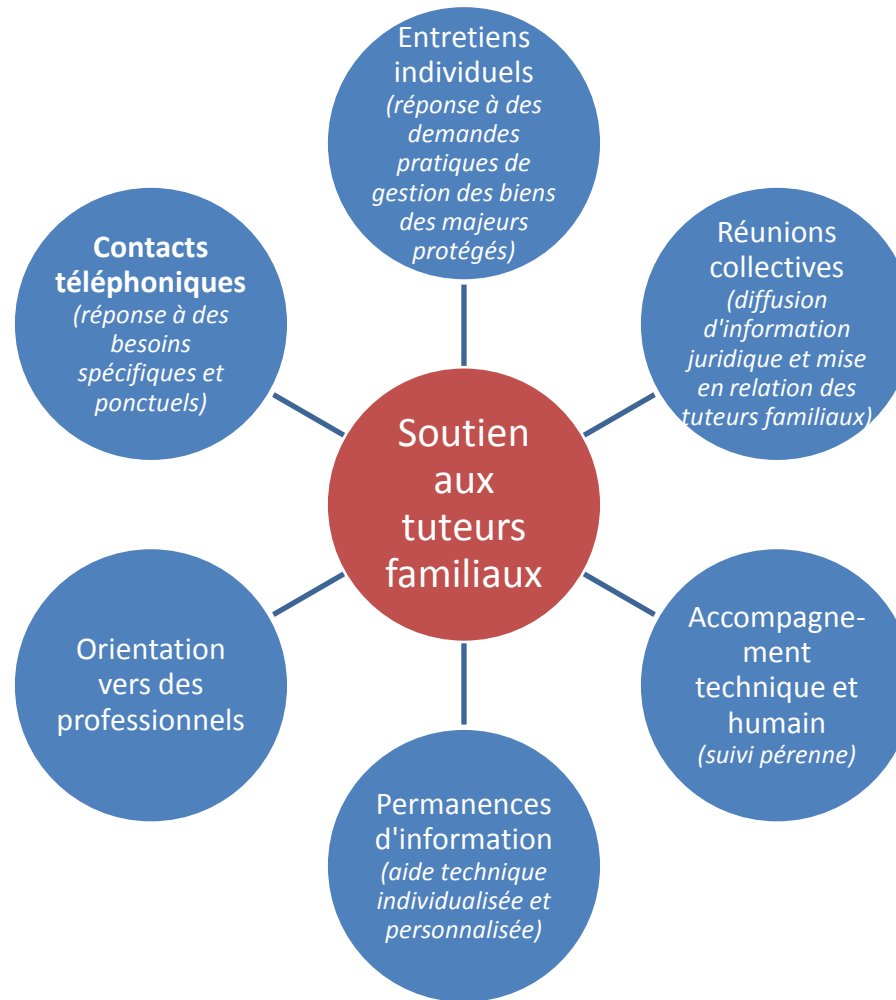 Entretiens
individuels
(réponse à des
demandes
pratiques de
gestion des biens
des majeurs
protégés)
Réunions
collectives
(diffusion
d'information
juridique et mise
en relation des
tuteurs familiaux)
Accompagne-
ment
technique et
humain
(suivi pérenne)
Permanences
d'information
(aide technique
individualisée et
personnalisée)
Orientation
vers des
professionnels
Contacts
téléphoniques
(réponse à des
besoins
spécifiques et
ponctuels)
Soutien
aux
tuteurs
familiaux